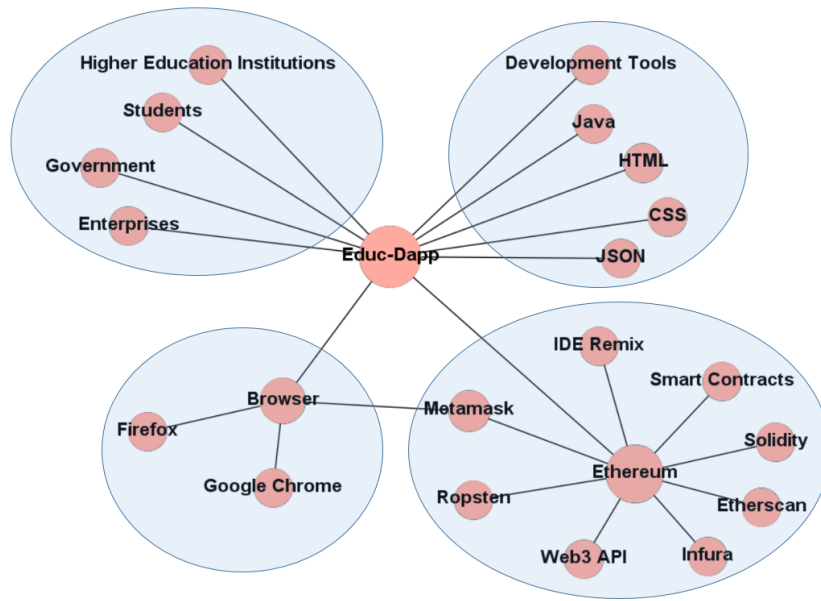 Higher Education Institutions
Students
Government
Enterprises
Development Tools
Java
HTML
CSS
JSON
Educ-Dapp
Browser
Firefox
Google Chrome
IDE Remix
Smart Contracts
Metamask
Solidity
Ethereum
Ropsten
Etherscan
Web3 API
Infura